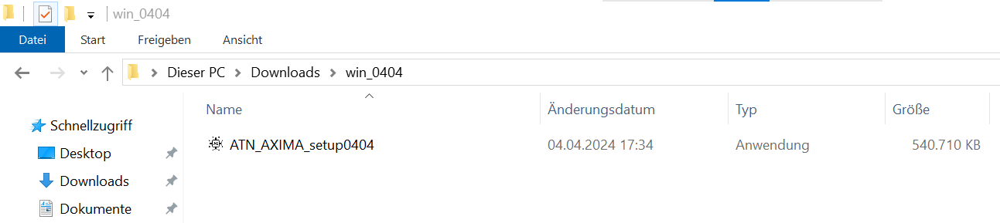 win_0404
Datei Start Freigeben Ansicht
Dieser PC Downloads win_0404
Name Änderungsdatum Typ Größe
Schnellzugriff
ATN_AXIMA_setup0404 04.04.2024 17:34 Anwendung 540.710 KB
Desktop
Downloads
Dokumente